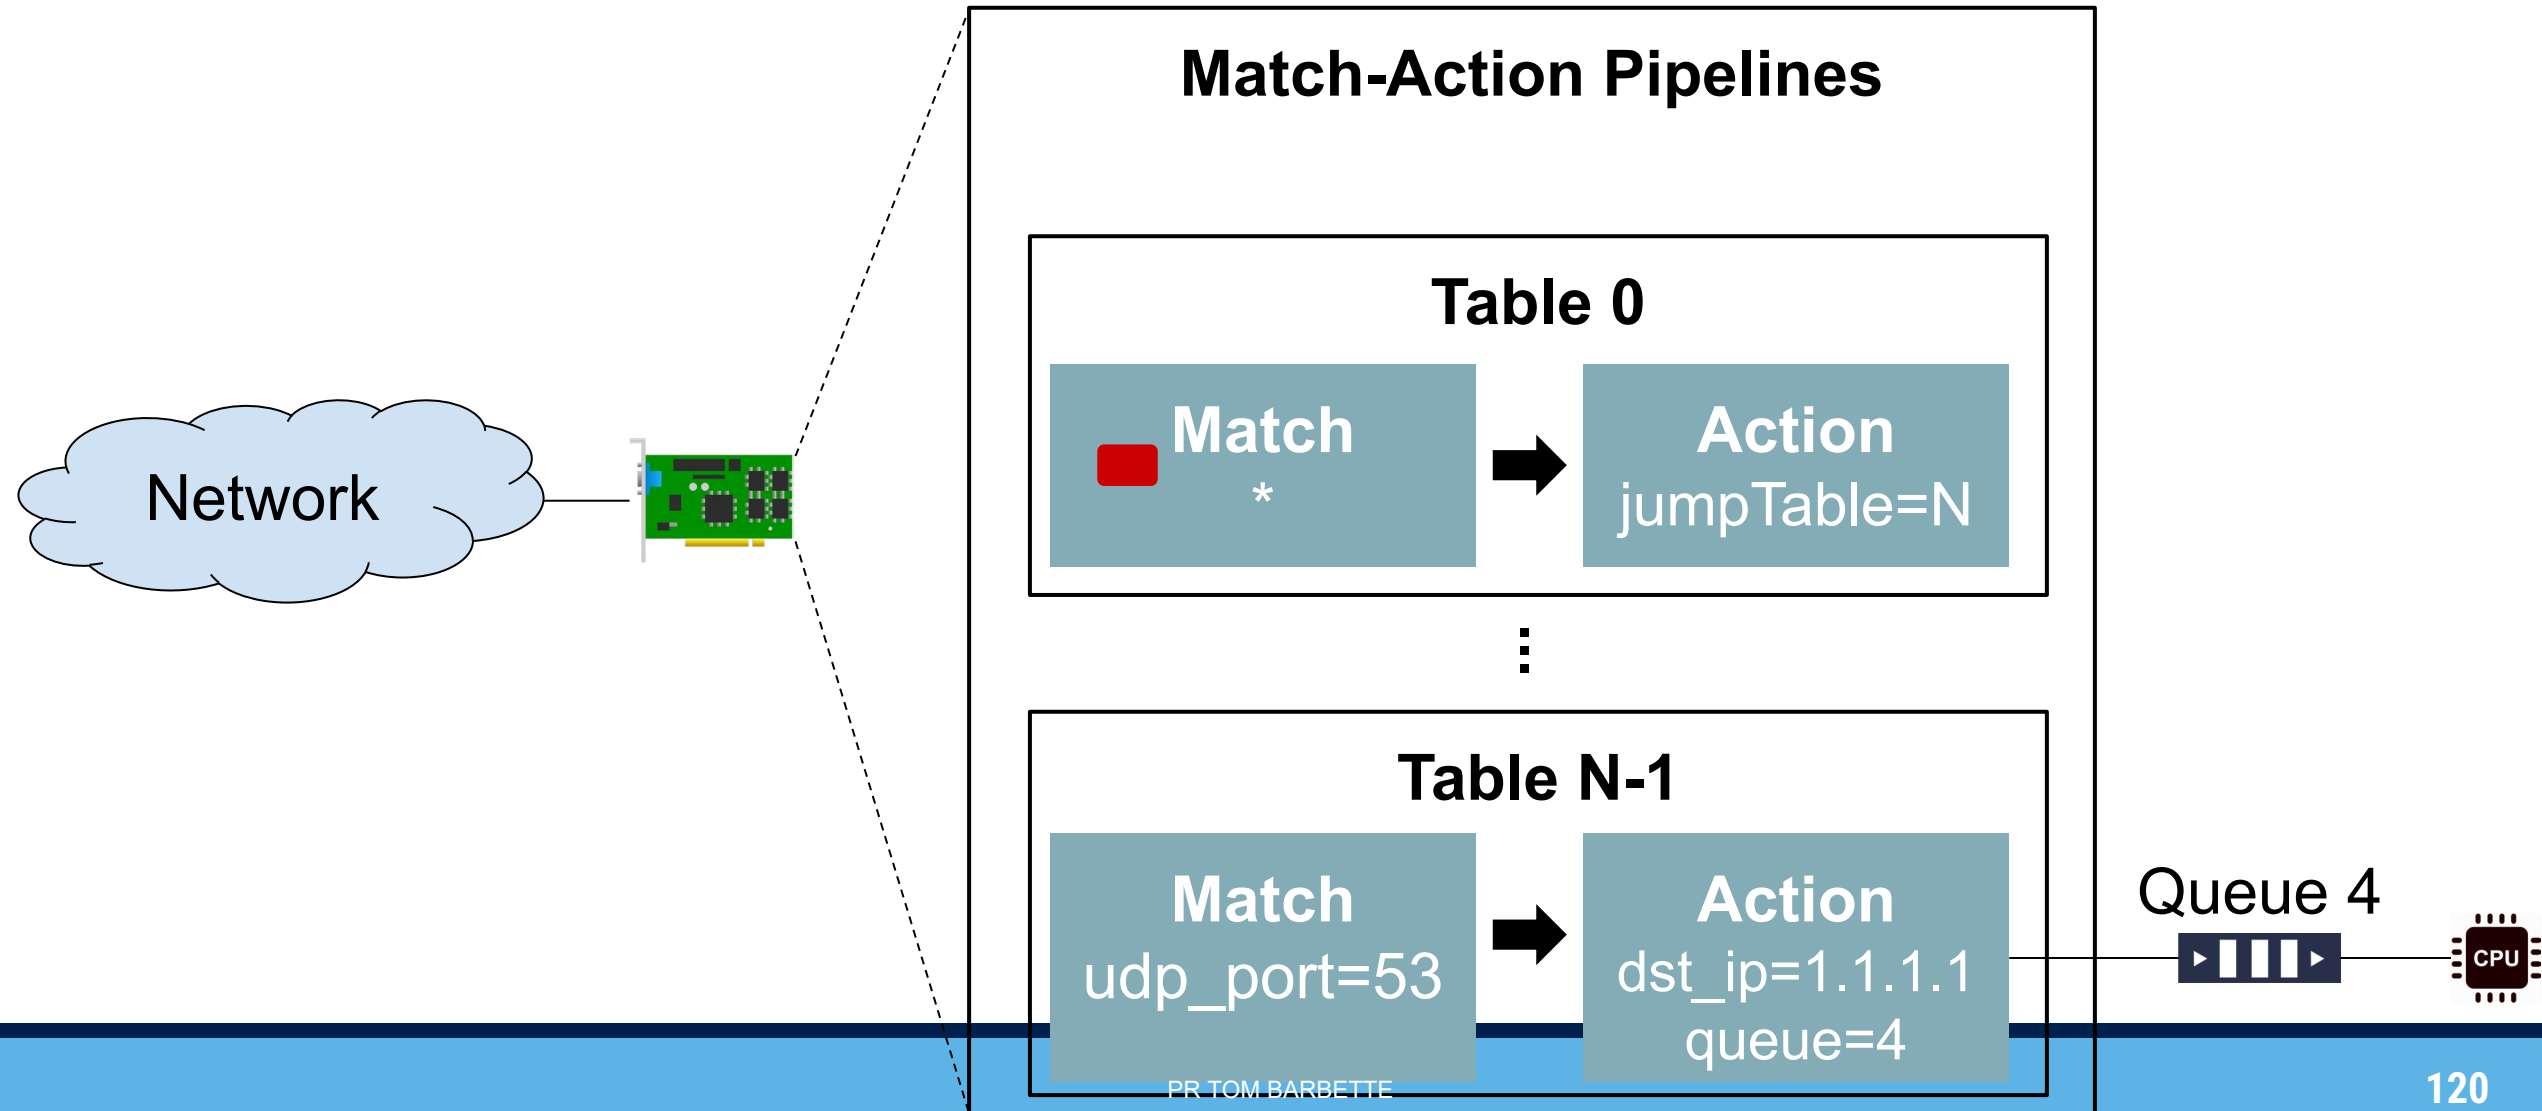 Match-Action Pipelines
Table 0
Match
*
Action
jumpTable=N
Network
Table N-1
Match
udp_port=53
Action
dst_ip=1.1.1.1
queue=4
Queue 4
CPU
PR TOM BARBETTE
120